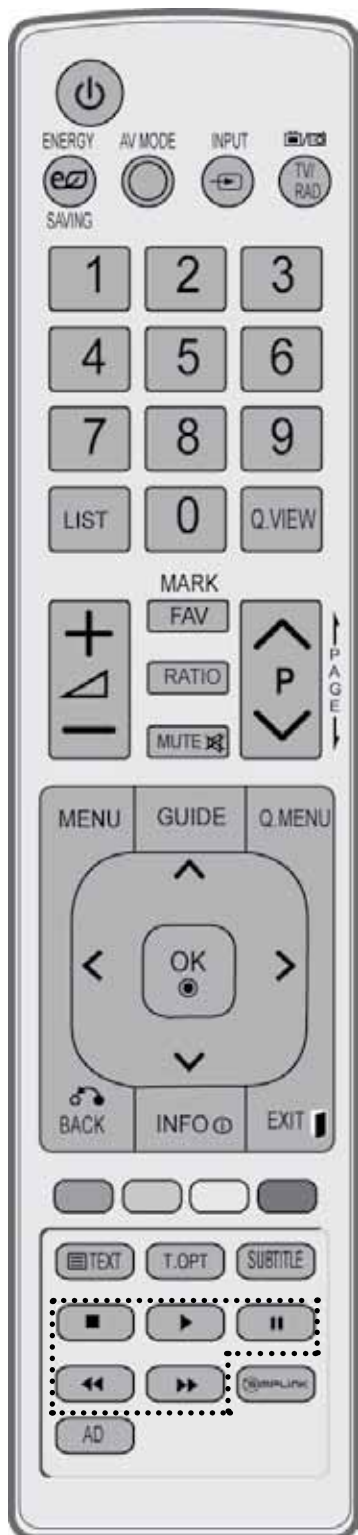 ENERGY AV MODE INPUT
SAVING
TV/
RAD
1 2 3
4 5 6
7 8 9
LIST 0 Q.VIEW
MARK
FAV
RATIO
MUTE
P
PAGE
MENU GUIDE Q.MENU
OK
BACK INFO EXIT
TEXT T.OPT SUBTITLE
SIMPLINK
AD